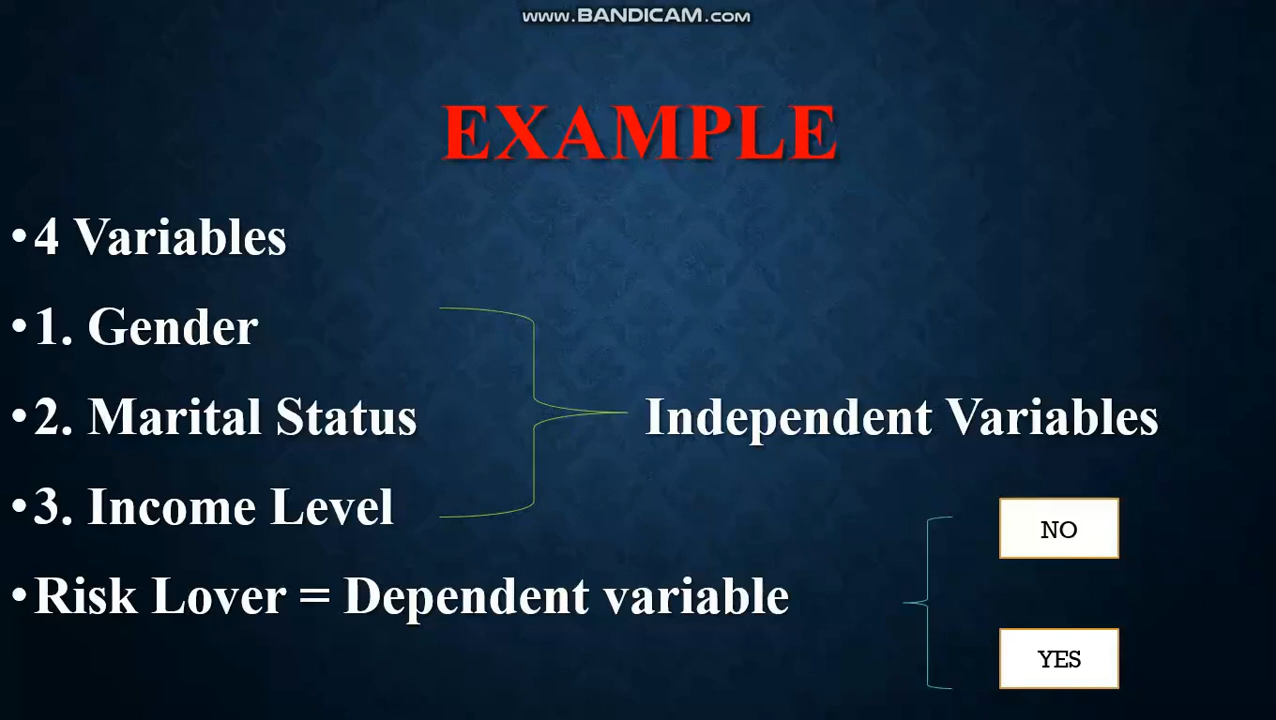 www.BANDICAM.com
EXAMPLE
•4 Variables
•1. Gender
•2. Marital Status
Independent Variables
•3. Income Level
NO
•Risk Lover = Dependent variable
YES